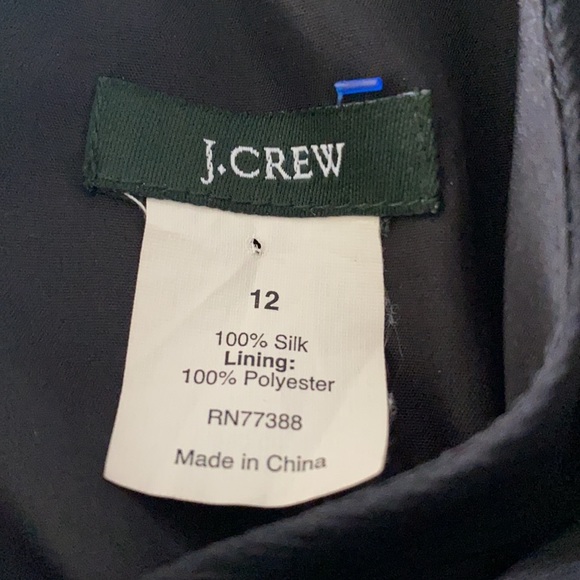 J.CREW
12
100% Silk
Lining:
100% Polyester
RN77388
Made in China